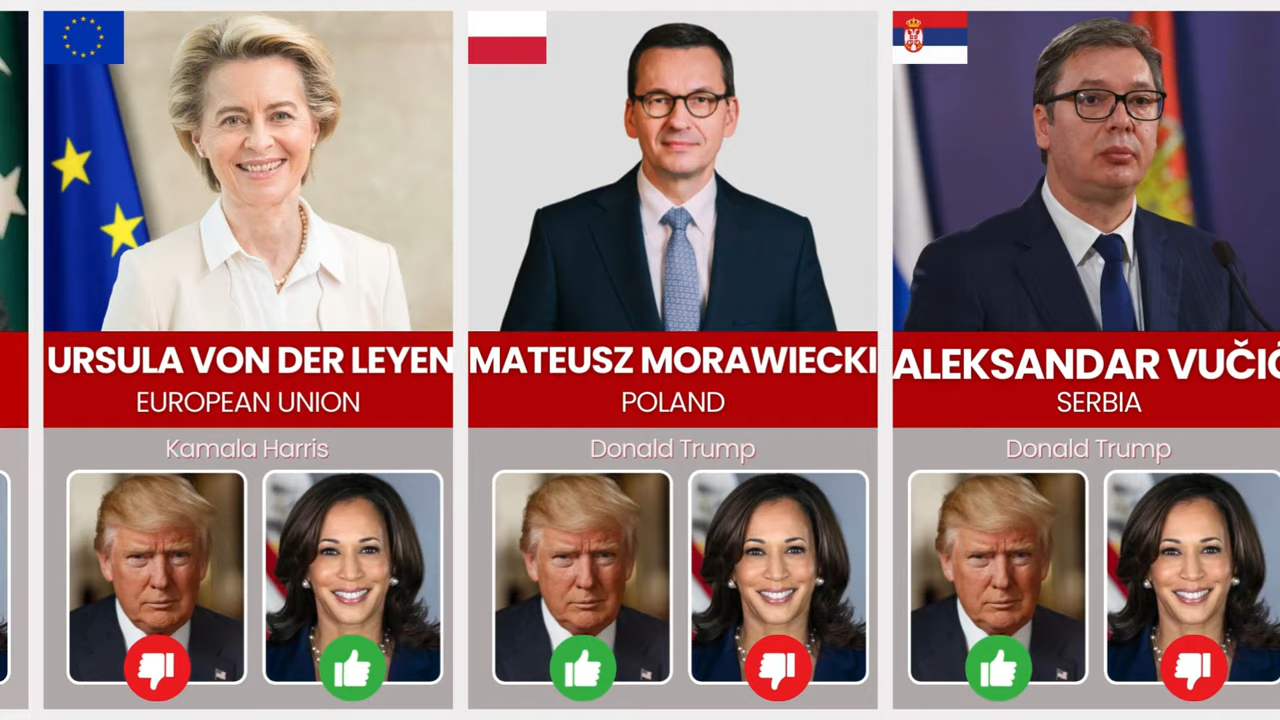 URSULA VON DER LEYEN
EUROPEAN UNION
Kamala Harris
MATEUSZ MORAWIECKI
POLAND
Donald Trump
ALEKSANDAR VUČIĆ
SERBIA
Donald Trump